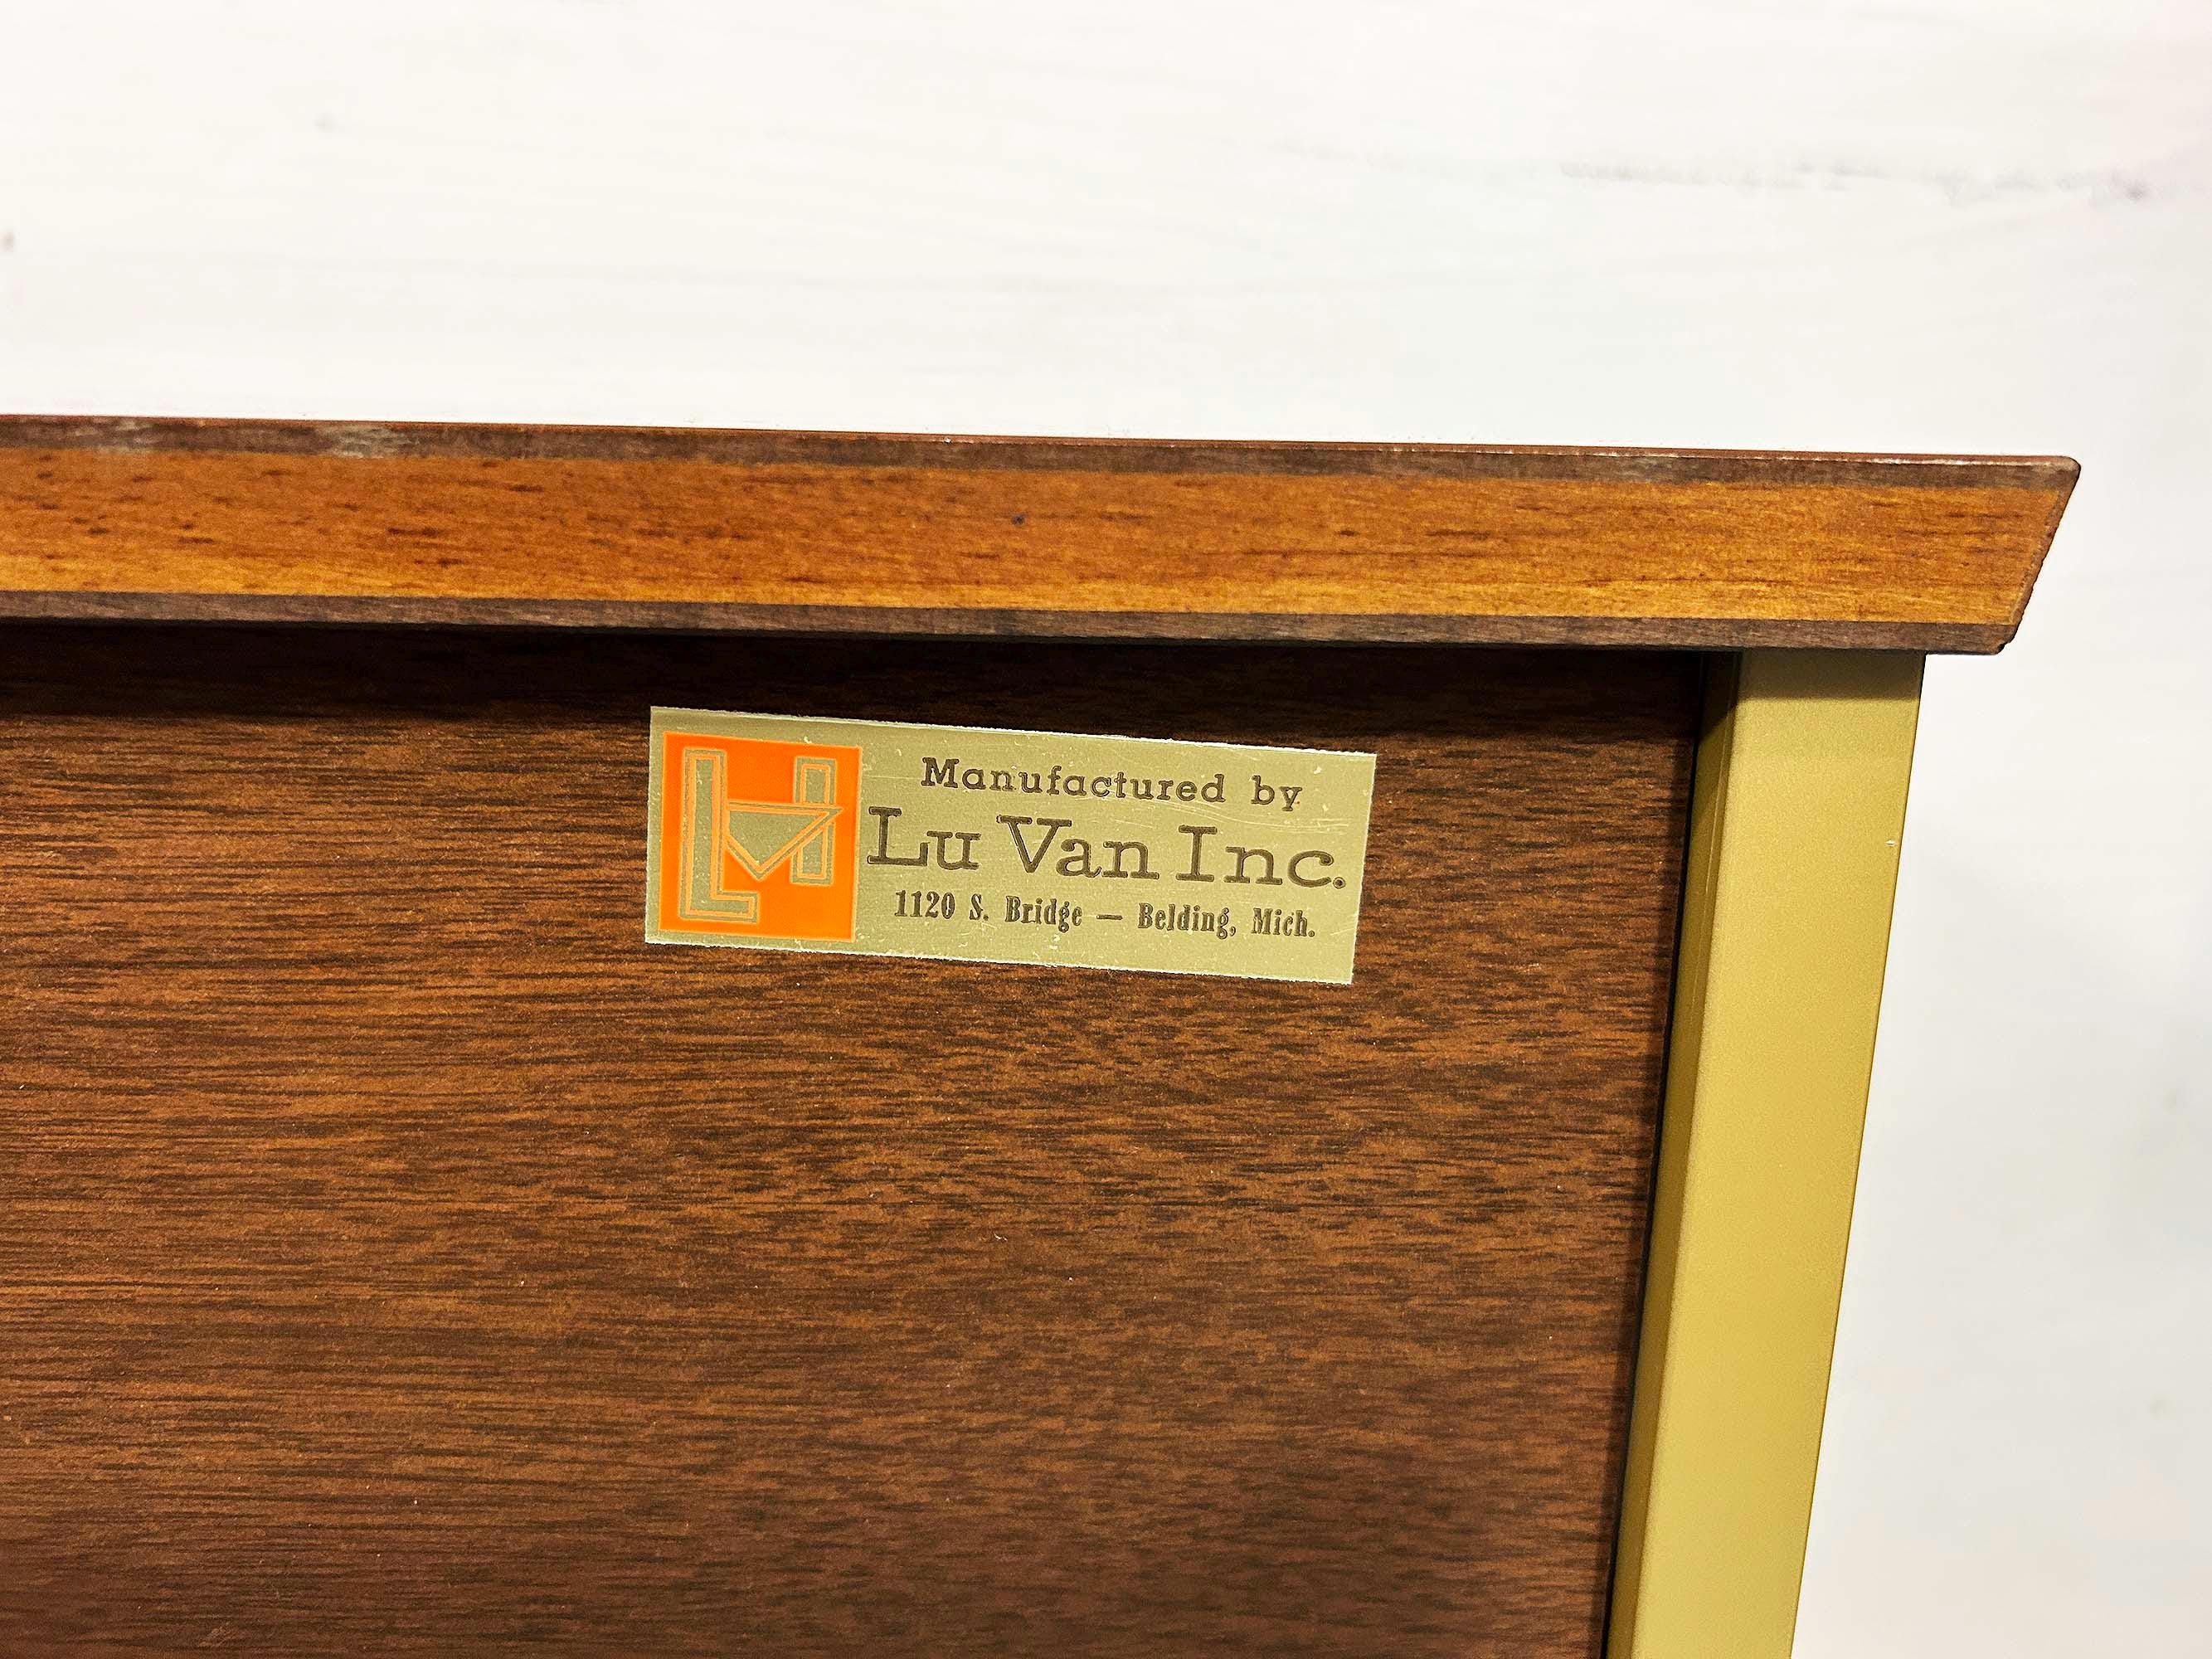 Manufactured by
Lu Van Inc.
1120 S. Bridge — Belding, Mich.